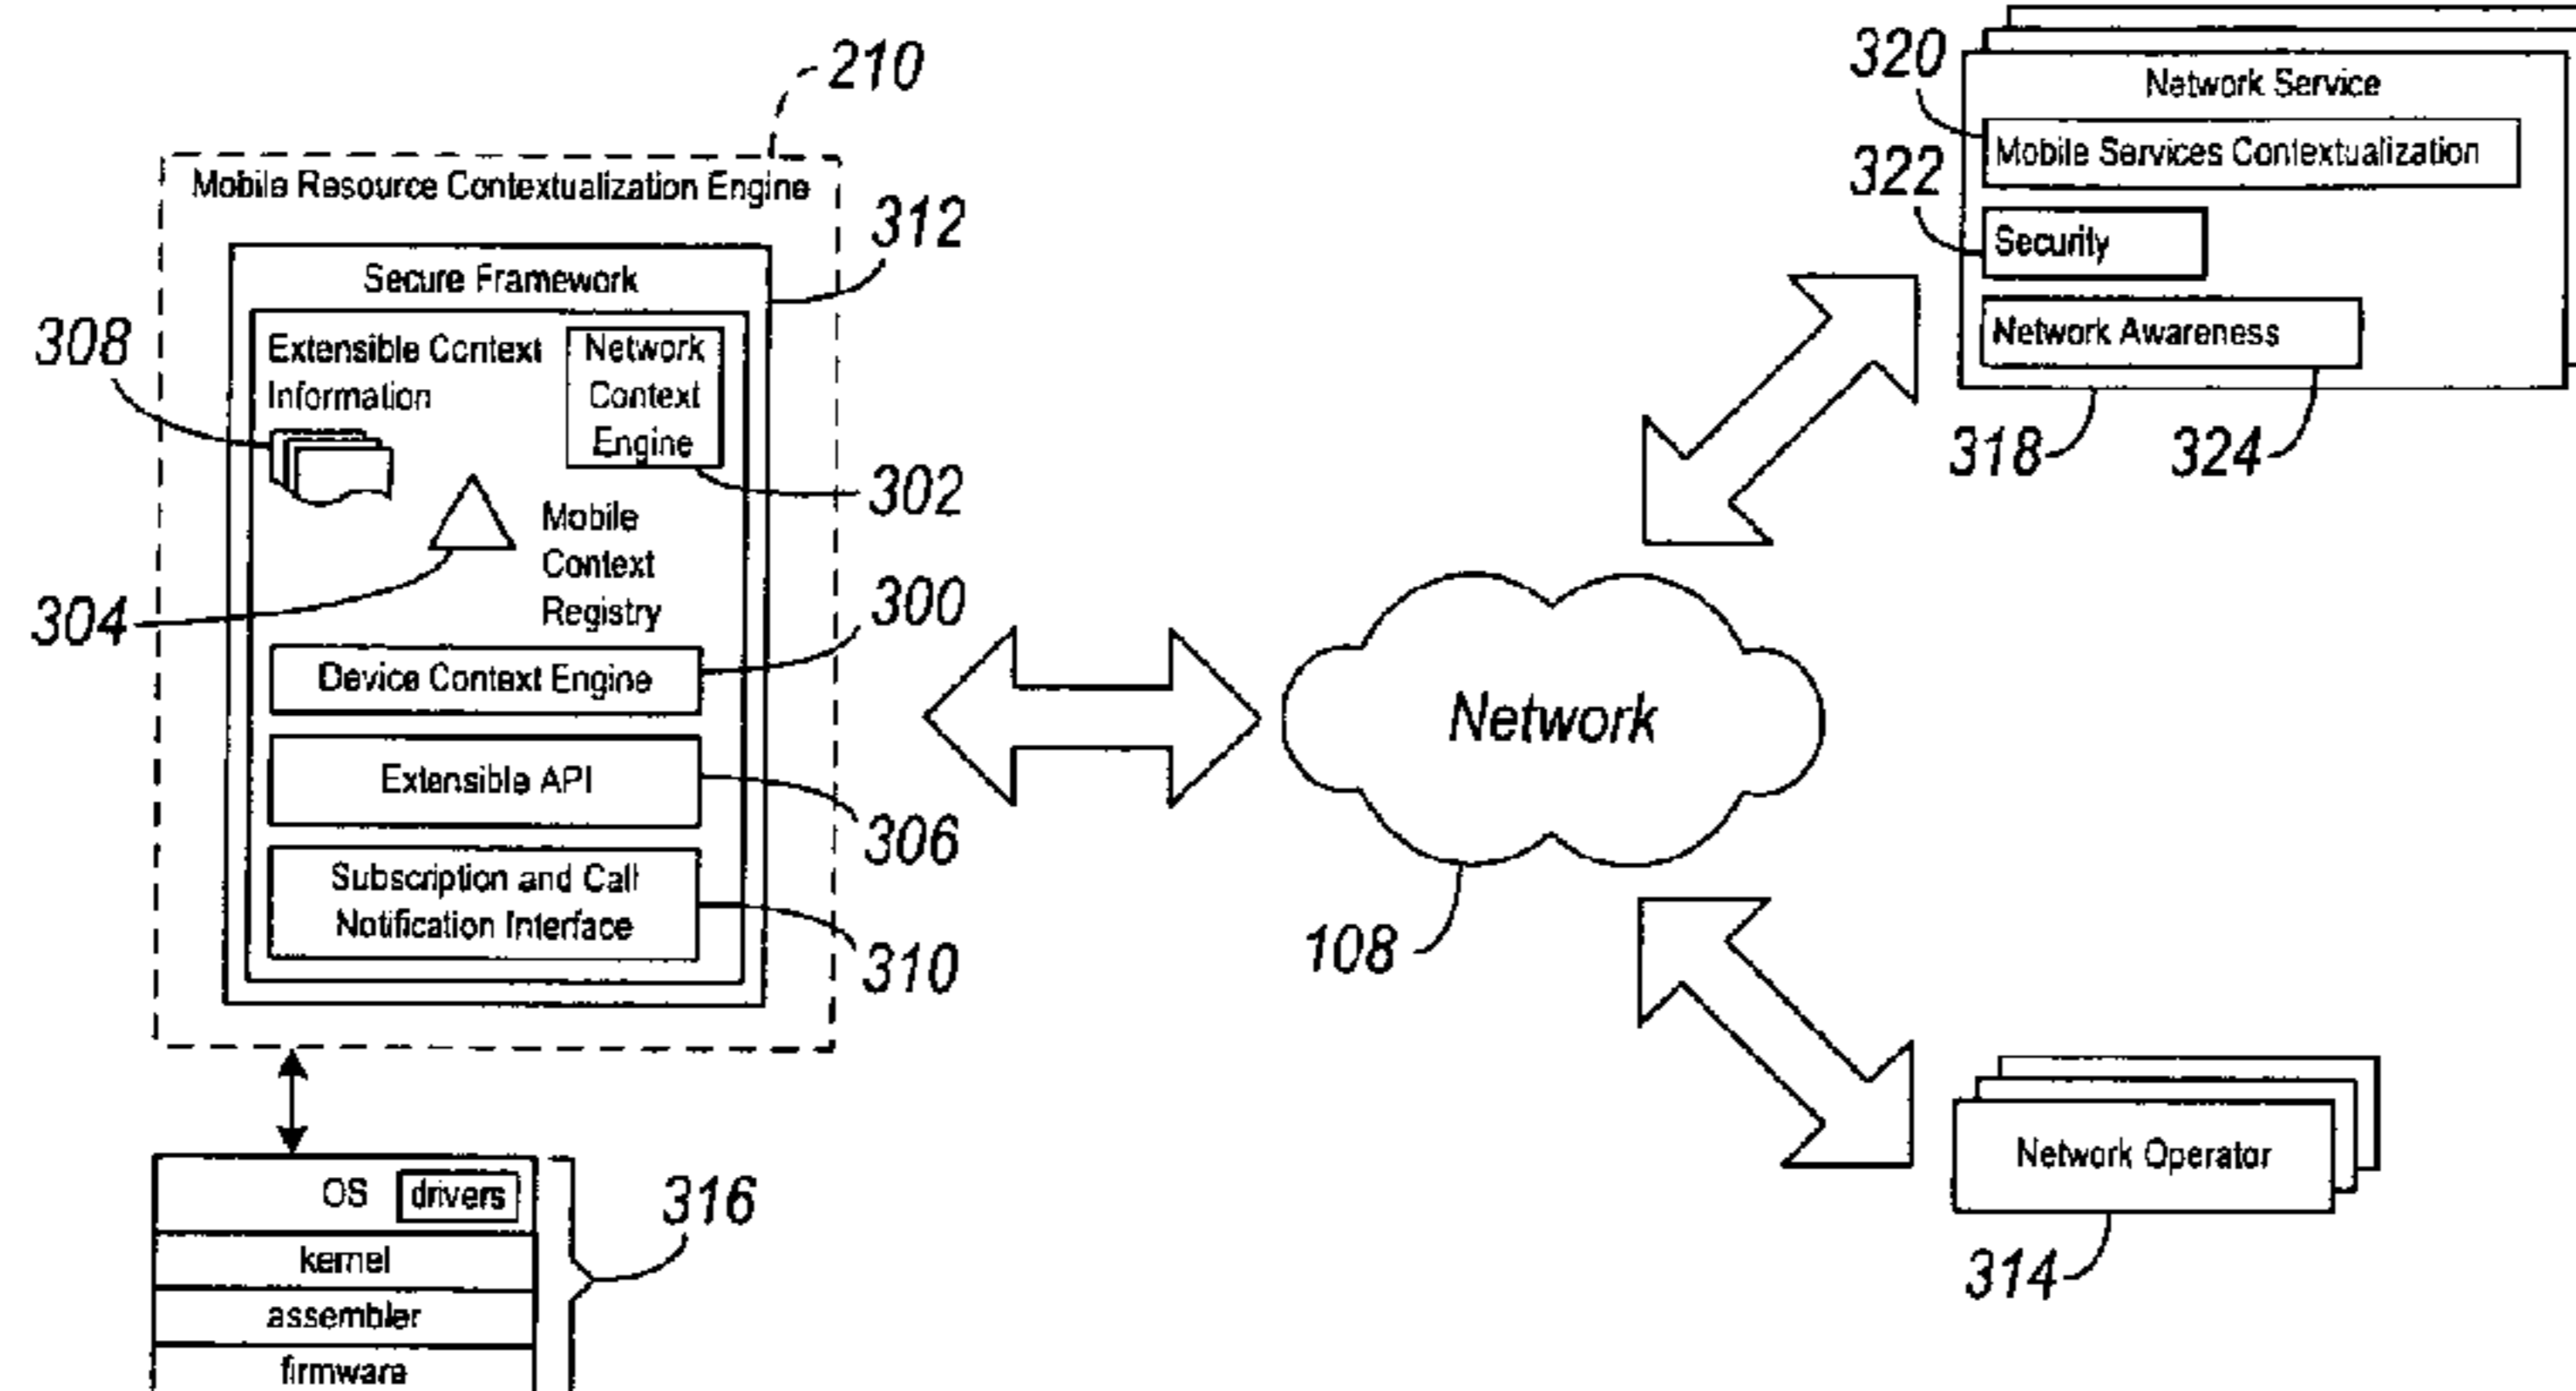 210
Mobile Resource Contextualization Engine
312
Secure Framework
308
Extensible Context
Information
Network
Context
Engine
302
304
Mobile
Context
Registry
300
Device Context Engine
Extensible API
306
Subscription and Call
Notification Interface
310
OS
drivers
316
kernel
assembler
firmware
Network
108
320
Network Service
Mobile Services Contextualization
322
Security
Network Awareness
318
324
Network Operator
314